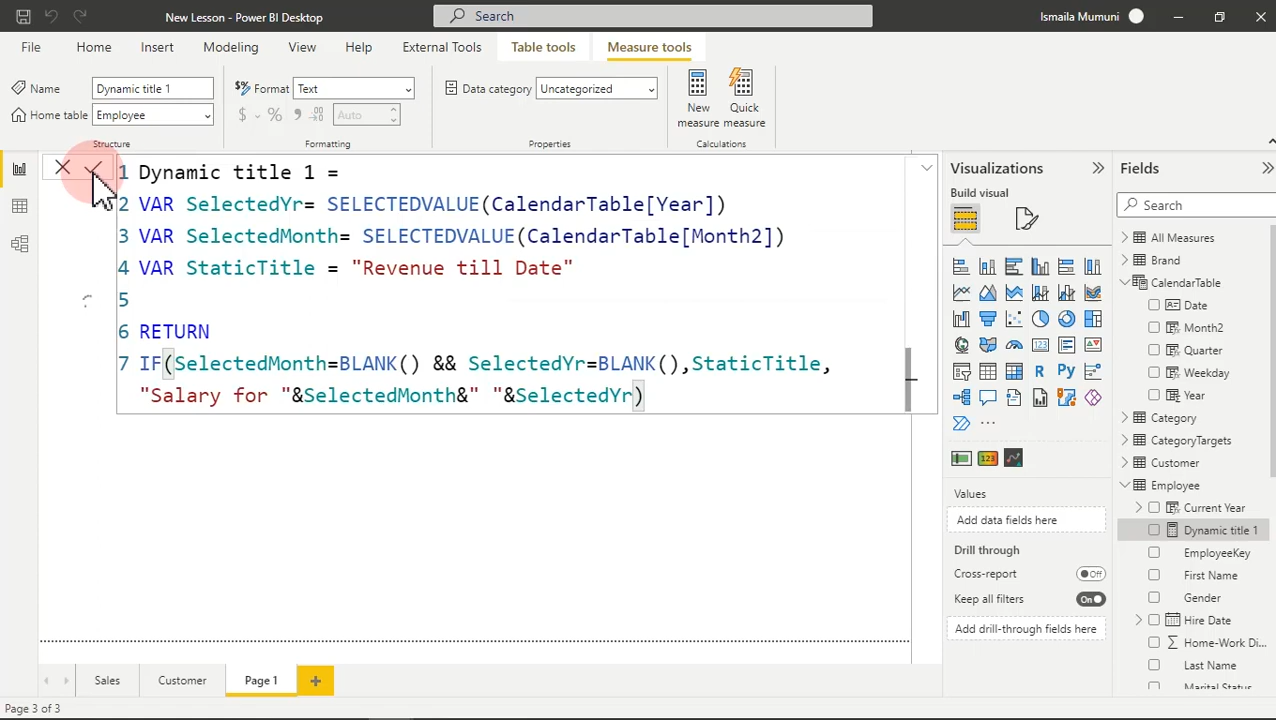 New Lesson - Power BI Desktop
Search
Ismaila Mumuni
File
Home
Insert
Modeling
View
Help
External Tools
Table tools
Measure tools
Name
Dynamic title 1
Home table
Employee
Structure
Format
Text
$
%
Auto
Formatting
Data category
Uncategorized
Properties
New
measure
Quick
measure
Calculations
1 Dynamic title 1 =
2 VAR SelectedYr= SELECTEDVALUE(CalendarTable[Year])
3 VAR SelectedMonth= SELECTEDVALUE(CalendarTable[Month2])
4 VAR StaticTitle = "Revenue till Date"
5
6 RETURN
7 IF(SelectedMonth=BLANK() && SelectedYr=BLANK(),StaticTitle,
"Salary for "&SelectedMonth&" "&SelectedYr)
Visualizations
Build visual
123
R
Py
123
Values
Add data fields here
Drill through
Cross-report
Off
Keep all filters
On
Add drill-through fields here
Fields
Search
All Measures
Brand
CalendarTable
Date
Month2
Quarter
Weekday
Year
Category
CategoryTargets
Customer
Employee
Current Year
Dynamic title 1
EmployeeKey
First Name
Gender
Hire Date
Home-Work Di...
Last Name
Marital Status
Sales
Customer
Page 1
Page 3 of 3